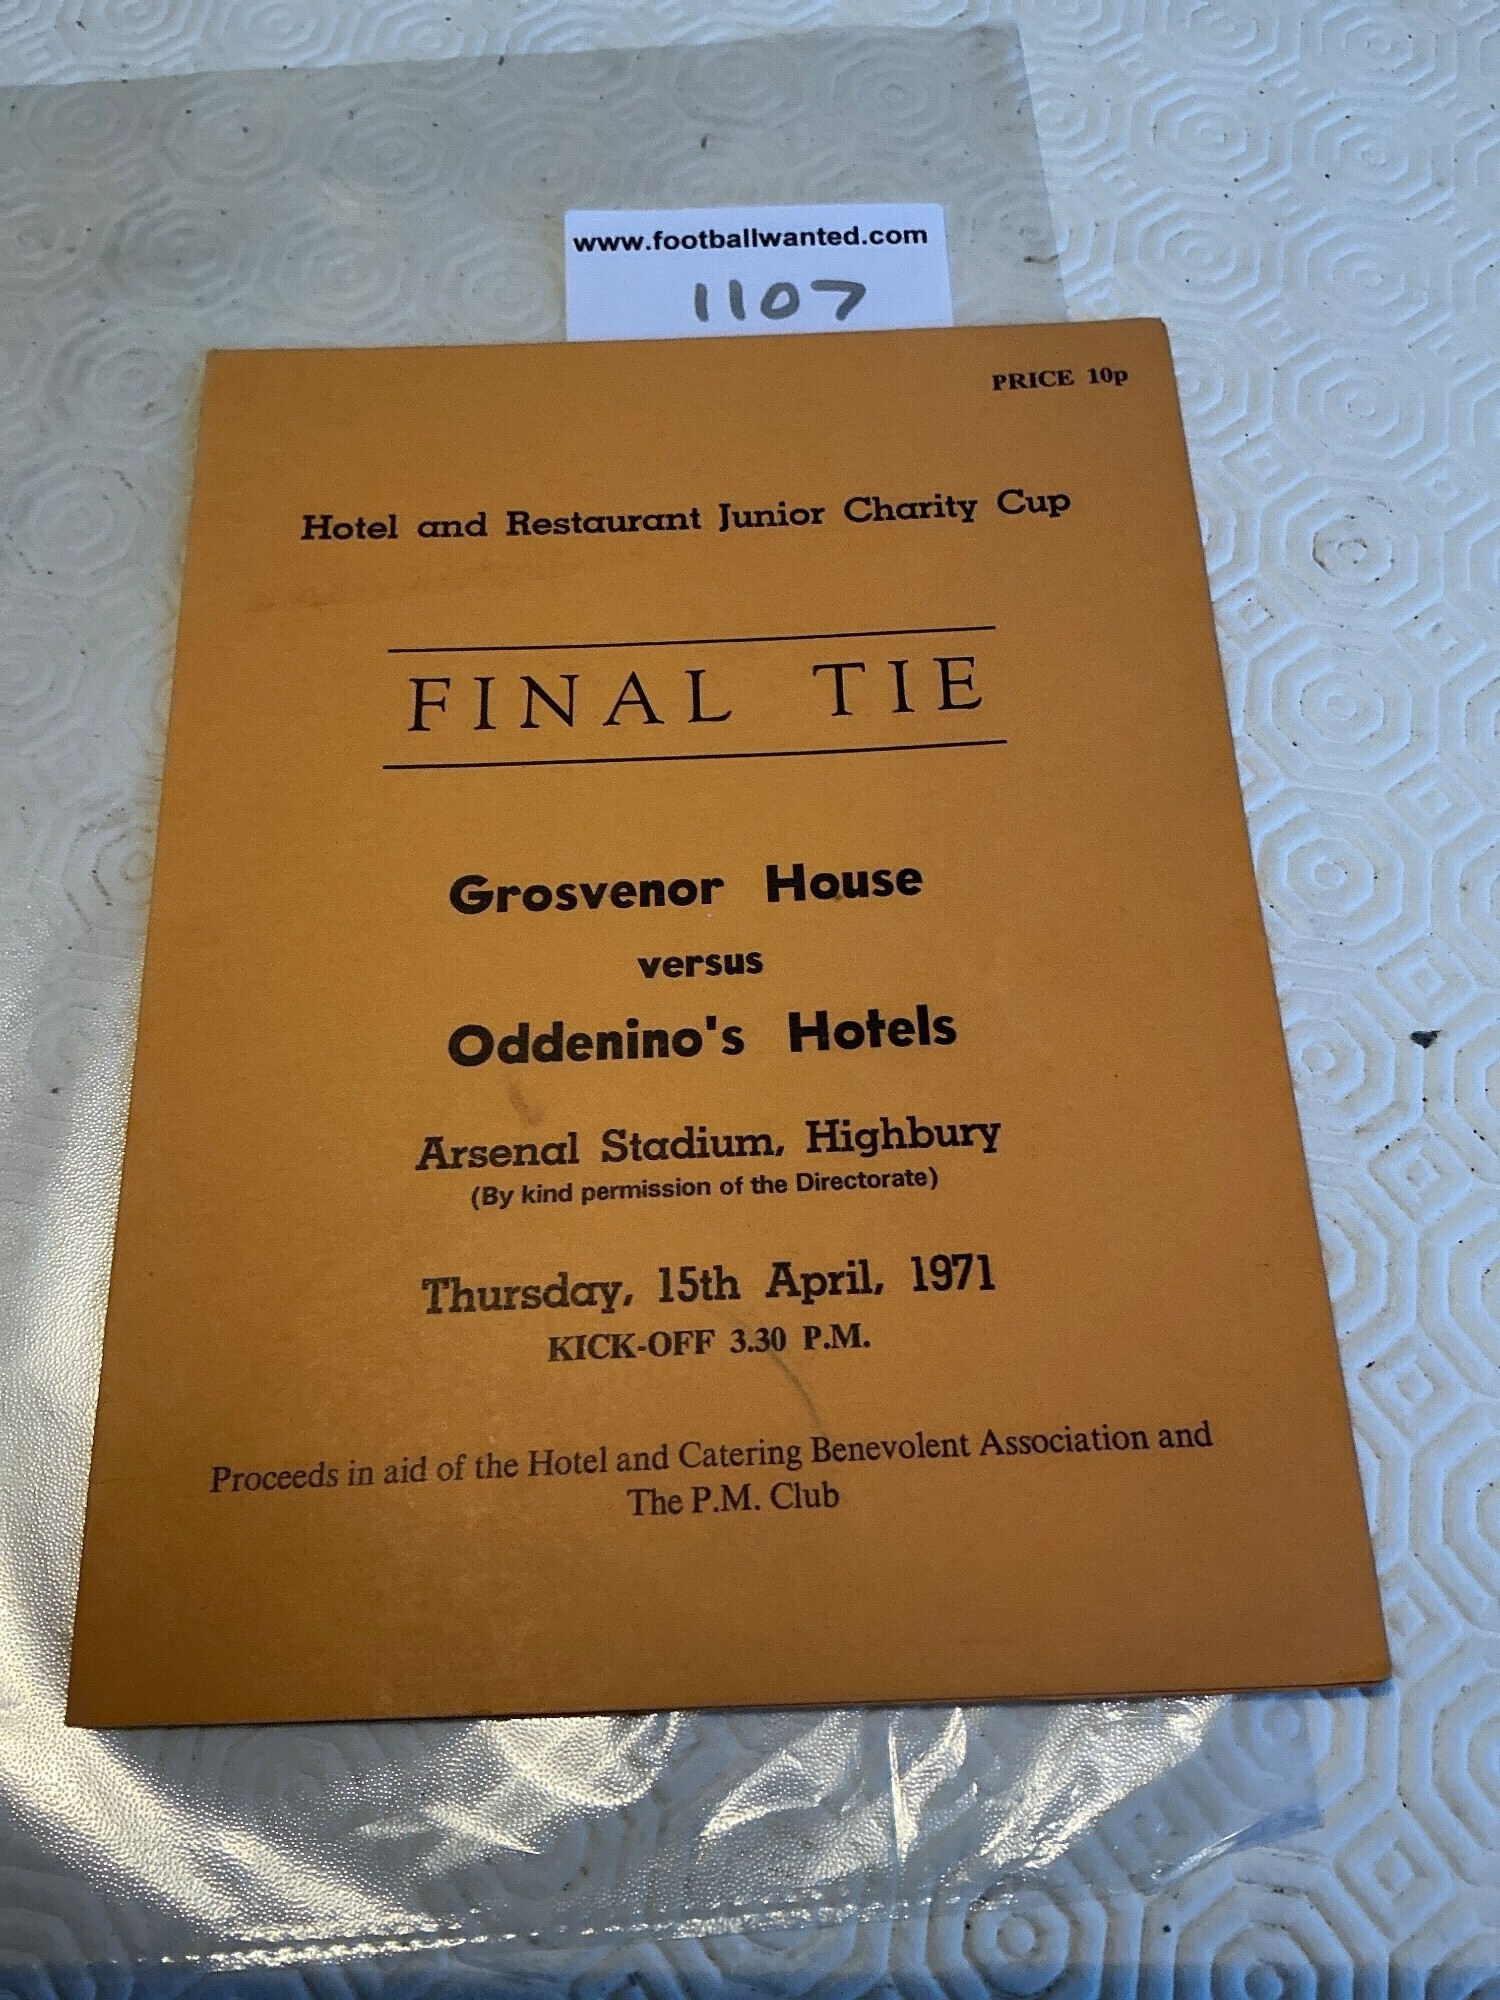 www.footballwanted.com
1107
PRICE 10p
Hotel and Restaurant Junior Charity Cup
FINAL TIE
Grosvenor House
versus
Oddenino's Hotels
Arsenal Stadium, Highbury
(By kind permission of the Directorate)
Thursday, 15th April, 1971
KICK-OFF 3.30 P.M.
Proceeds in aid of the Hotel and Catering Benevolent Association and
The P.M. Club